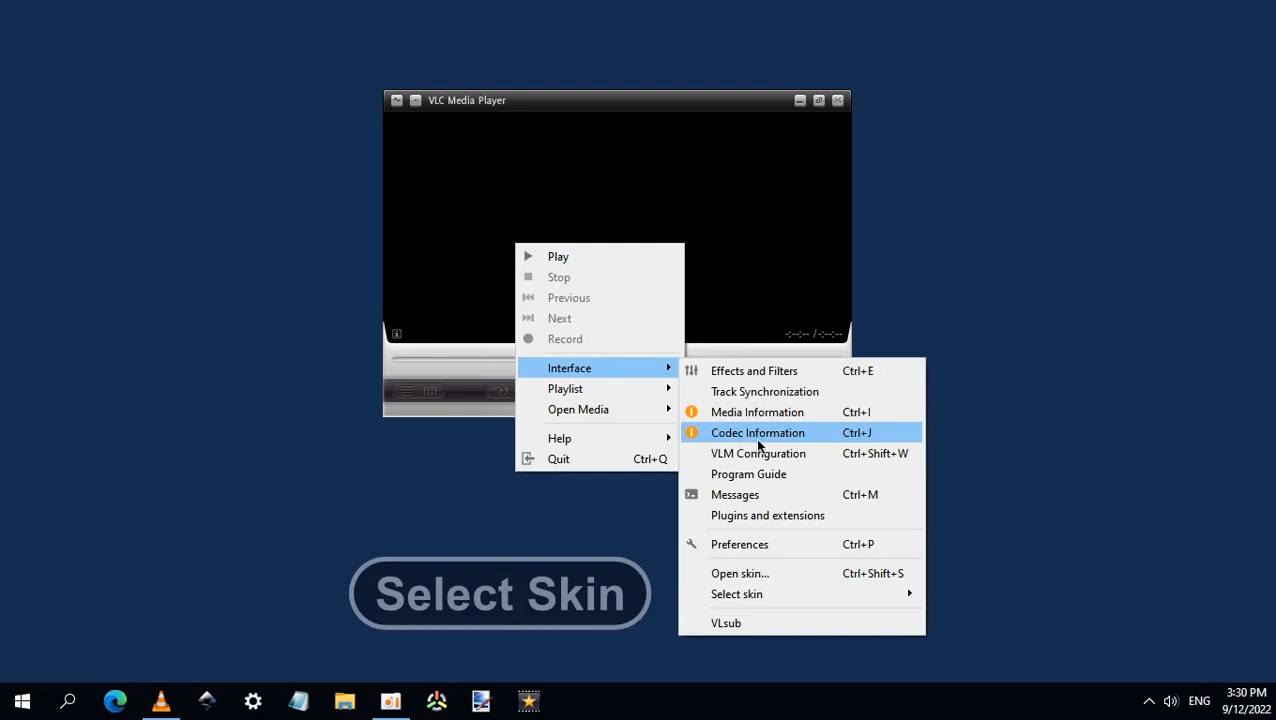 VLC Media Player
Play
Stop
Previous
Next
Record
Interface
Playlist
Open Media
Help
Quit Ctrl+Q
-:--:-- / -:--:--
Effects and Filters Ctrl+E
Track Synchronization
Media Information Ctrl+I
Codec Information Ctrl+J
VLM Configuration Ctrl+Shift+W
Program Guide
Messages Ctrl+M
Plugins and extensions
Preferences Ctrl+P
Open skin... Ctrl+Shift+S
Select skin
VLsub
Select Skin
ENG
3:30 PM
9/12/2022